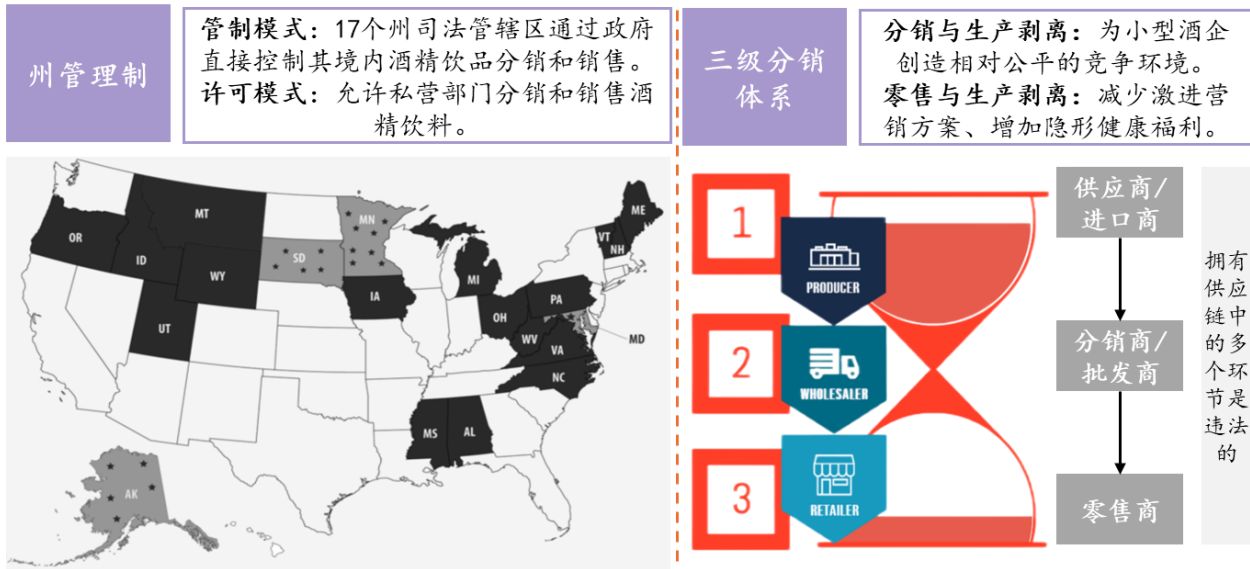 州管理制
管制模式：17个州司法管辖区通过政府
直接控制其境内酒精饮品分销和销售。
许可模式：允许私营部门分销和销售酒
精饮料。
三级分销
体系
分销与生产剥离：为小型酒企
创造相对公平的竞争环境。
零售与生产剥离：减少激进营
销方案、增加隐形健康福利。
MT
OR
ID
WY
UT
SD
MN
IA
MI
OH
PA
WV
VA
NC
MS
AL
VT
NH
ME
MD
AK
1
PRODUCER
2
WHOLESALER
3
RETAILER
供应商/
进口商
分销商/
批发商
零售商
拥有
供应
链中
的多
个环
节是
违法
的